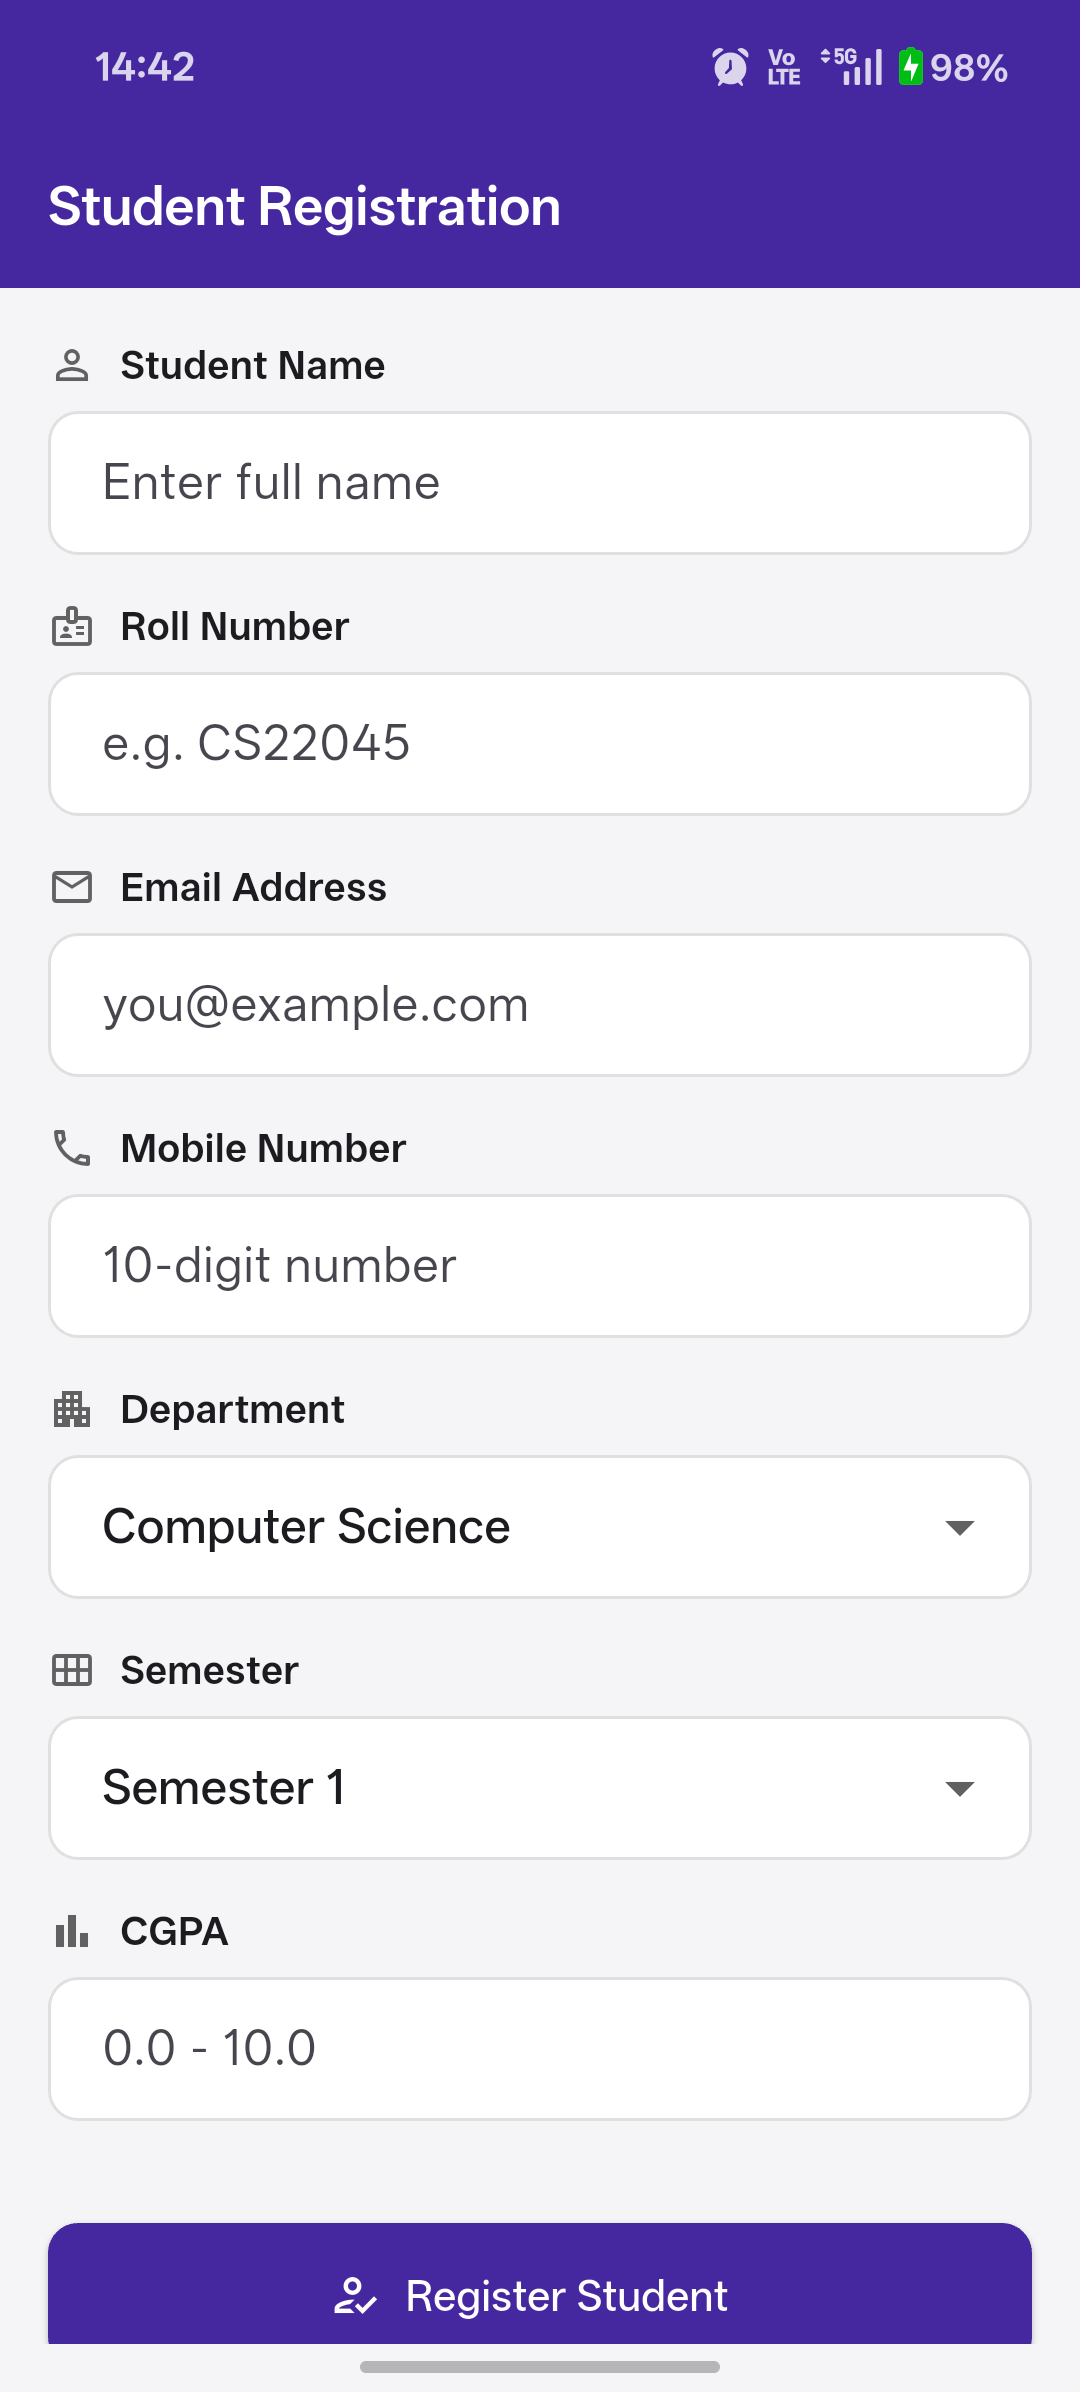 14:42
Vo
LTE
5G
98%
Student Registration
Student Name
Enter full name
Roll Number
e.g. CS22045
Email Address
you@example.com
Mobile Number
10-digit number
Department
Computer Science
Semester
Semester 1
CGPA
0.0 - 10.0
Register Student